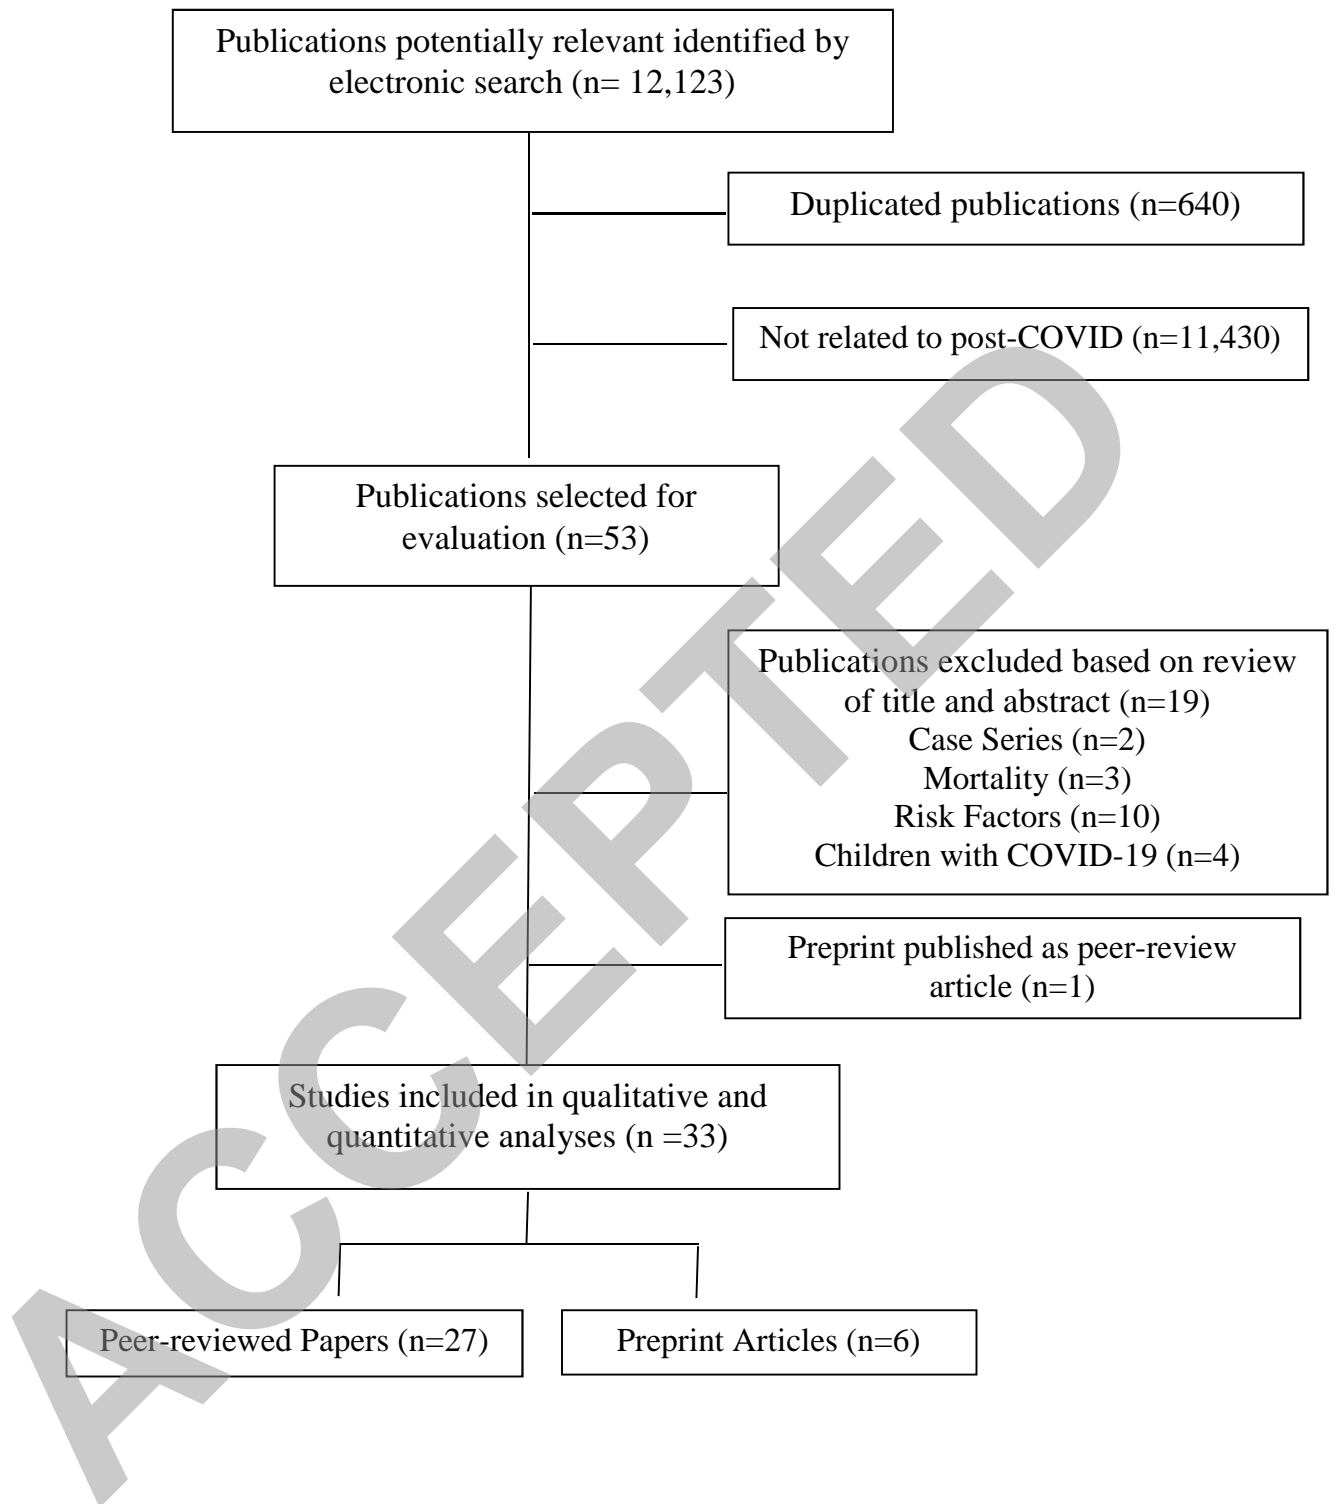 Publications potentially relevant identified by
electronic search (n= 12,123)
Duplicated publications (n=640)
Not related to post-COVID (n=11,430)
Publications selected for
evaluation (n=53)
Publications excluded based on review
of title and abstract (n=19)
Case Series (n=2)
Mortality (n=3)
Risk Factors (n=10)
Children with COVID-19 (n=4)
Preprint published as peer-review
article (n=1)
Studies included in qualitative and
quantitative analyses (n =33)
Peer-reviewed Papers (n=27)
Preprint Articles (n=6)
ACCEPTED